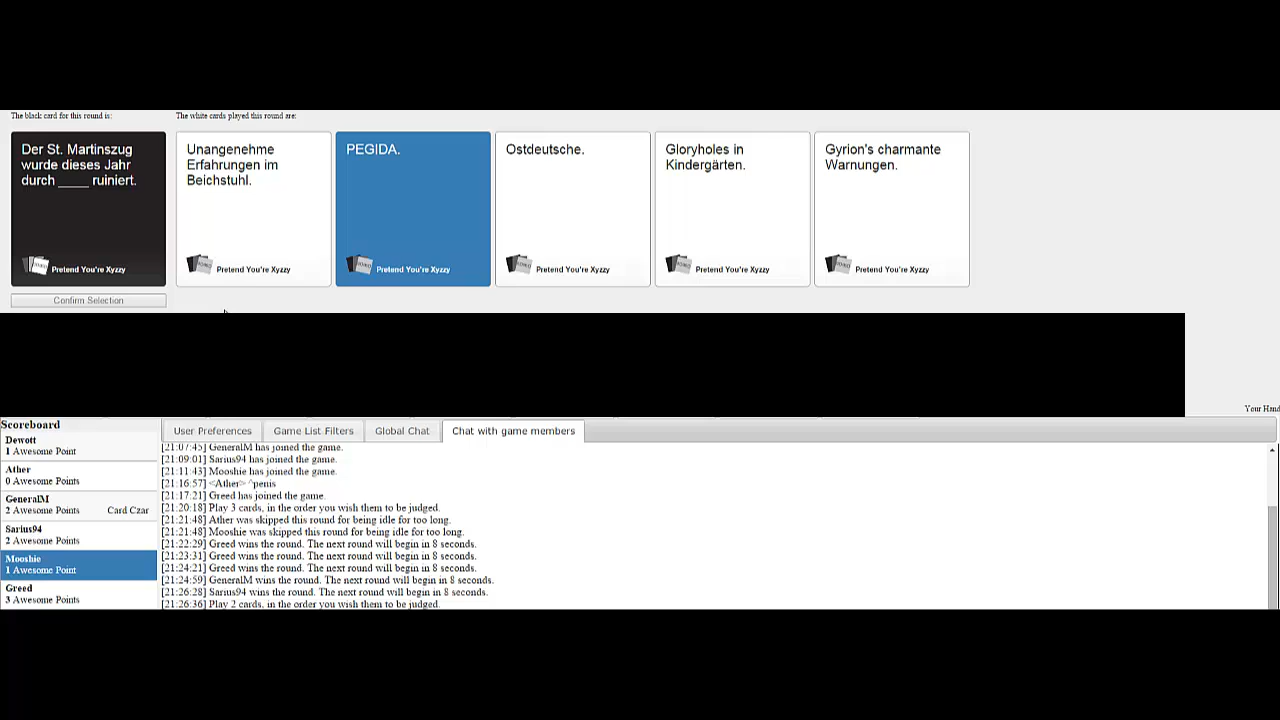 The black card for this round is:
The white cards played this round are:
Der St. Martinszug
wurde dieses Jahr
durch ____ ruiniert.
Pretend You're Xyzzy
Confirm Selection
Unangenehme
Erfahrungen im
Beichstuhl.
Pretend You're Xyzzy
PEGIDA.
Pretend You're Xyzzy
Ostdeutsche.
Pretend You're Xyzzy
Gloryholes in
Kindergärten.
Pretend You're Xyzzy
Gyrion's charmante
Warnungen.
Pretend You're Xyzzy
Your Hand
Scoreboard
Dewott
1 Awesome Point
Ather
0 Awesome Points
GeneralM
2 Awesome Points Card Czar
Sarius94
2 Awesome Points
Mooshie
1 Awesome Point
Greed
3 Awesome Points
User Preferences
Game List Filters
Global Chat
Chat with game members
[21:07:45] GeneralM has joined the game.
[21:09:01] Sarius94 has joined the game.
[21:11:43] Mooshie has joined the game.
[21:16:57] <Ather> ^penis
[21:17:21] Greed has joined the game.
[21:20:18] Play 3 cards, in the order you wish them to be judged.
[21:21:48] Ather was skipped this round for being idle for too long.
[21:21:48] Mooshie was skipped this round for being idle for too long.
[21:22:29] Greed wins the round. The next round will begin in 8 seconds.
[21:23:31] Greed wins the round. The next round will begin in 8 seconds.
[21:24:21] Greed wins the round. The next round will begin in 8 seconds.
[21:24:59] GeneralM wins the round. The next round will begin in 8 seconds.
[21:26:28] Sarius94 wins the round. The next round will begin in 8 seconds.
[21:26:36] Play 2 cards, in the order you wish them to be judged.